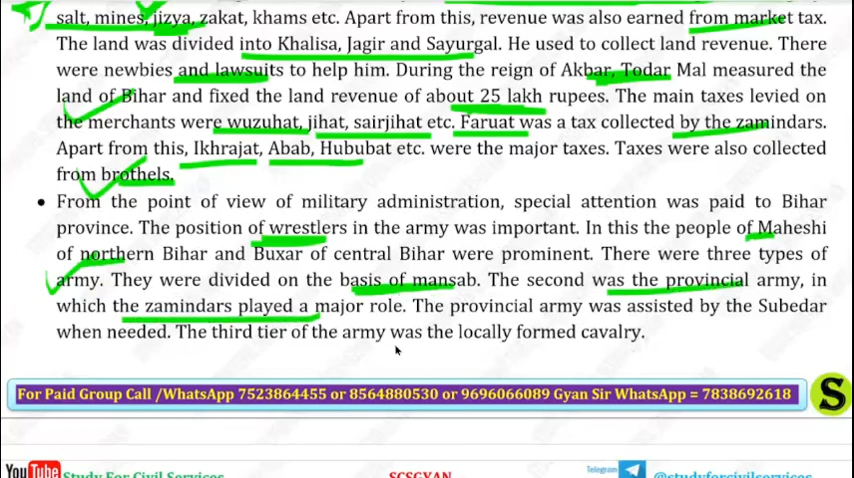 salt, mines, jizya, zakat, khams etc. Apart from this, revenue was also earned from market tax.
The land was divided into Khalisa, Jagir and Sayurgal. He used to collect land revenue. There
were newbies and lawsuits to help him. During the reign of Akbar, Todar Mal measured the
land of Bihar and fixed the land revenue of about 25 lakh rupees. The main taxes levied on
the merchants were wuzuhat, jihat, sairjihat etc. Faruat was a tax collected by the zamindars.
Apart from this, Ikhrajat, Abab, Hububat etc. were the major taxes. Taxes were also collected
from brothels.
• From the point of view of military administration, special attention was paid to Bihar
province. The position of wrestlers in the army was important. In this the people of Maheshi
of northern Bihar and Buxar of central Bihar were prominent. There were three types of
army. They were divided on the basis of mansab. The second was the provincial army, in
which the zamindars played a major role. The provincial army was assisted by the Subedar
when needed. The third tier of the army was the locally formed cavalry.
For Paid Group Call /WhatsApp 7523864455 or 8564880530 or 9696066089 Gyan Sir WhatsApp = 7838692618
S
YouTube Study For Civil Services SCSGYAN Telegram @studyforcivilservices